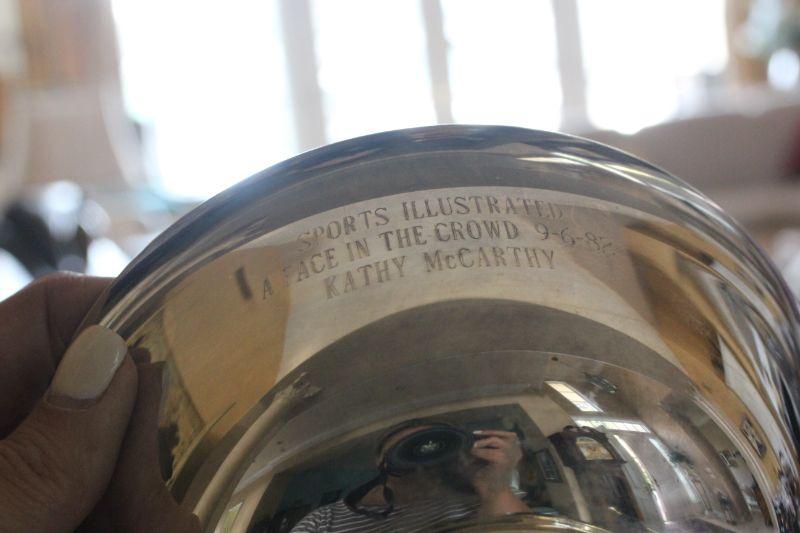 SPORTS ILLUSTRATED
A FACE IN THE CROWD
KATHY McCARTHY